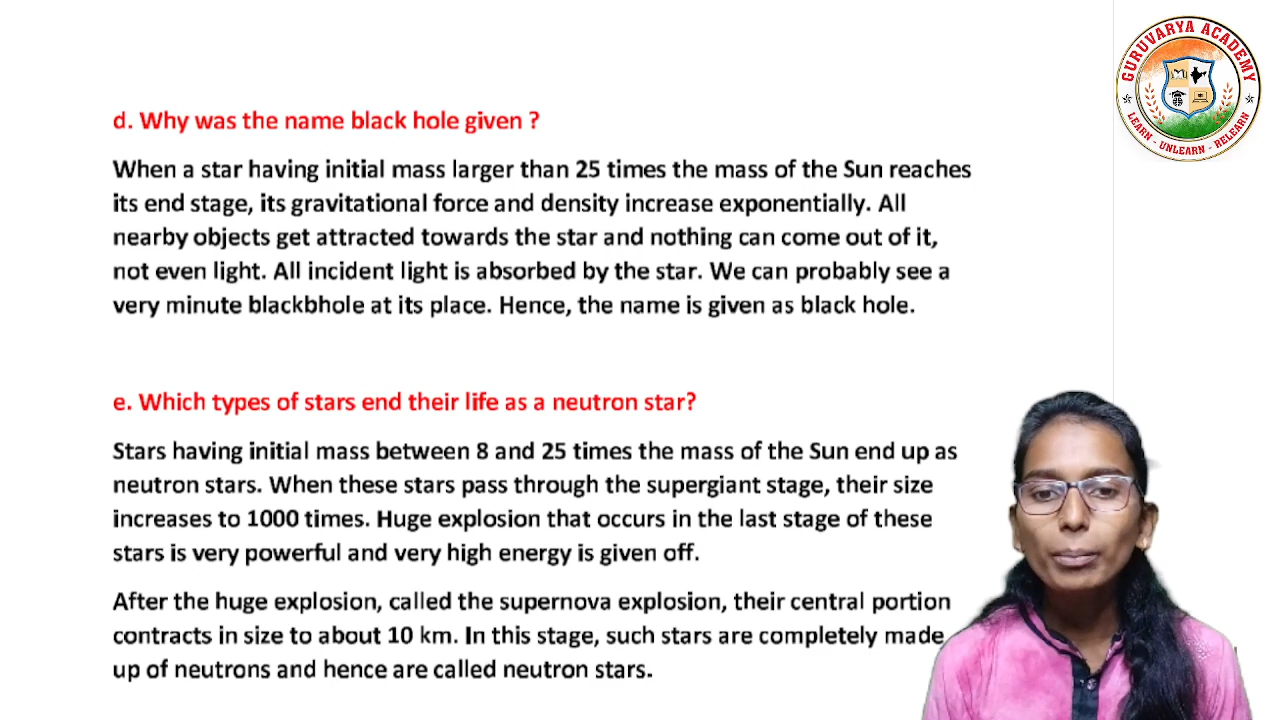 GURUVARYA ACADEMY
LEARN - UNLEARN - RELEARN
d. Why was the name black hole given ?
When a star having initial mass larger than 25 times the mass of the Sun reaches
its end stage, its gravitational force and density increase exponentially. All
nearby objects get attracted towards the star and nothing can come out of it,
not even light. All incident light is absorbed by the star. We can probably see a
very minute blackbhole at its place. Hence, the name is given as black hole.
e. Which types of stars end their life as a neutron star?
Stars having initial mass between 8 and 25 times the mass of the Sun end up as
neutron stars. When these stars pass through the supergiant stage, their size
increases to 1000 times. Huge explosion that occurs in the last stage of these
stars is very powerful and very high energy is given off.
After the huge explosion, called the supernova explosion, their central portion
contracts in size to about 10 km. In this stage, such stars are completely made
up of neutrons and hence are called neutron stars.